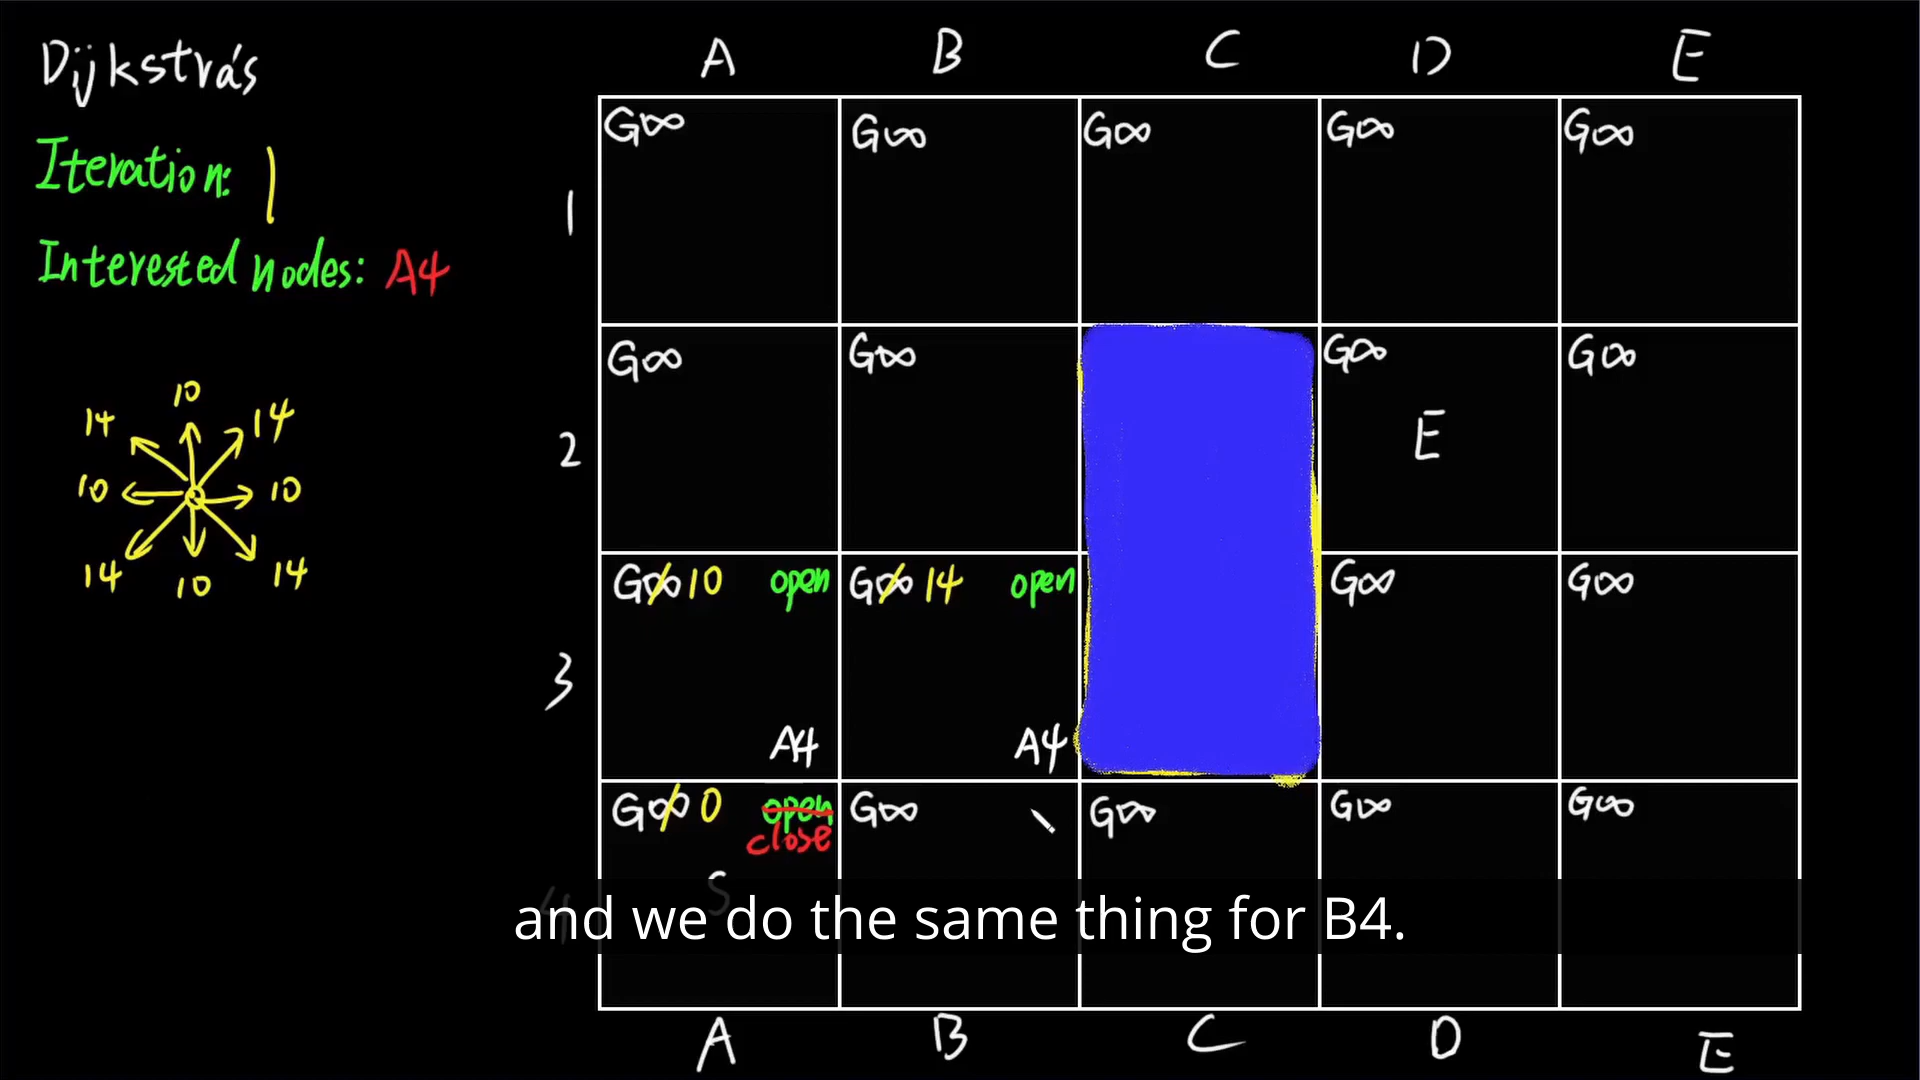 Dijkstra's
Iteration: 1
Interested nodes: A4
14 10 14
10 10
14 10 14
A B C D E
1
G∞ G∞ G∞ G∞ G∞
2
G∞ G∞ G∞ G∞
E
3
G∞ 10 open G∞ 14 open G∞ G∞
A4 A4
4
G∞ 0 open G∞ G∞ G∞ G∞
close
S
and we do the same thing for B4.
A B C D E